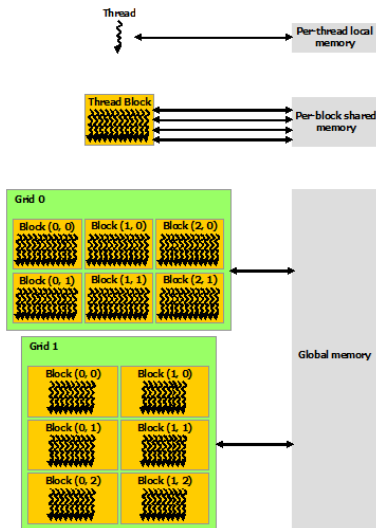 Thread
Per-thread local
memory
Thread Block
Per-block shared
memory
Grid 0
Block (0, 0)
Block (1, 0)
Block (2, 0)
Block (0, 1)
Block (1, 1)
Block (2, 1)
Grid 1
Global memory
Block (0, 0)
Block (1, 0)
Block (0, 1)
Block (1, 1)
Block (0, 2)
Block (1, 2)